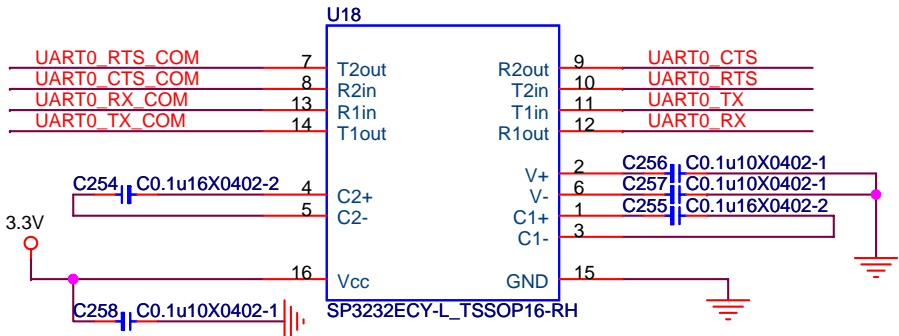 U18
UART0_RTS_COM 7 T2out R2out 9 UART0_CTS
UART0_CTS_COM 8 R2in T2in 10 UART0_RTS
UART0_RX_COM 13 R1in T1in 11 UART0_TX
UART0_TX_COM 14 T1out R1out 12 UART0_RX
V+ 2 C256 C0.1u10X0402-1
C254 C0.1u16X0402-2 4 C2+ V- 6 C257 C0.1u10X0402-1
5 C2- C1+ 1 C255 C0.1u16X0402-2
C1- 3
3.3V
16 Vcc GND 15
C258 C0.1u10X0402-1 SP3232ECY-L_TSSOP16-RH